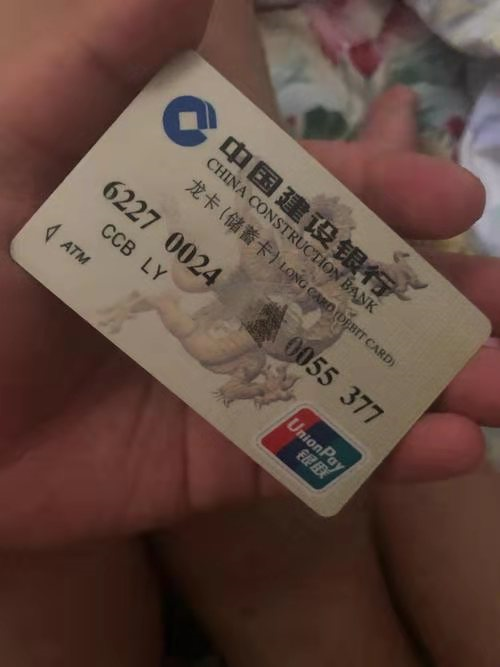 中国建设银行
CHINA CONSTRUCTION BANK
龙卡(储蓄卡) LONG CARD (DEBIT CARD)
6227 0024 0055 377
CCB LY
ATM
UnionPay
银联